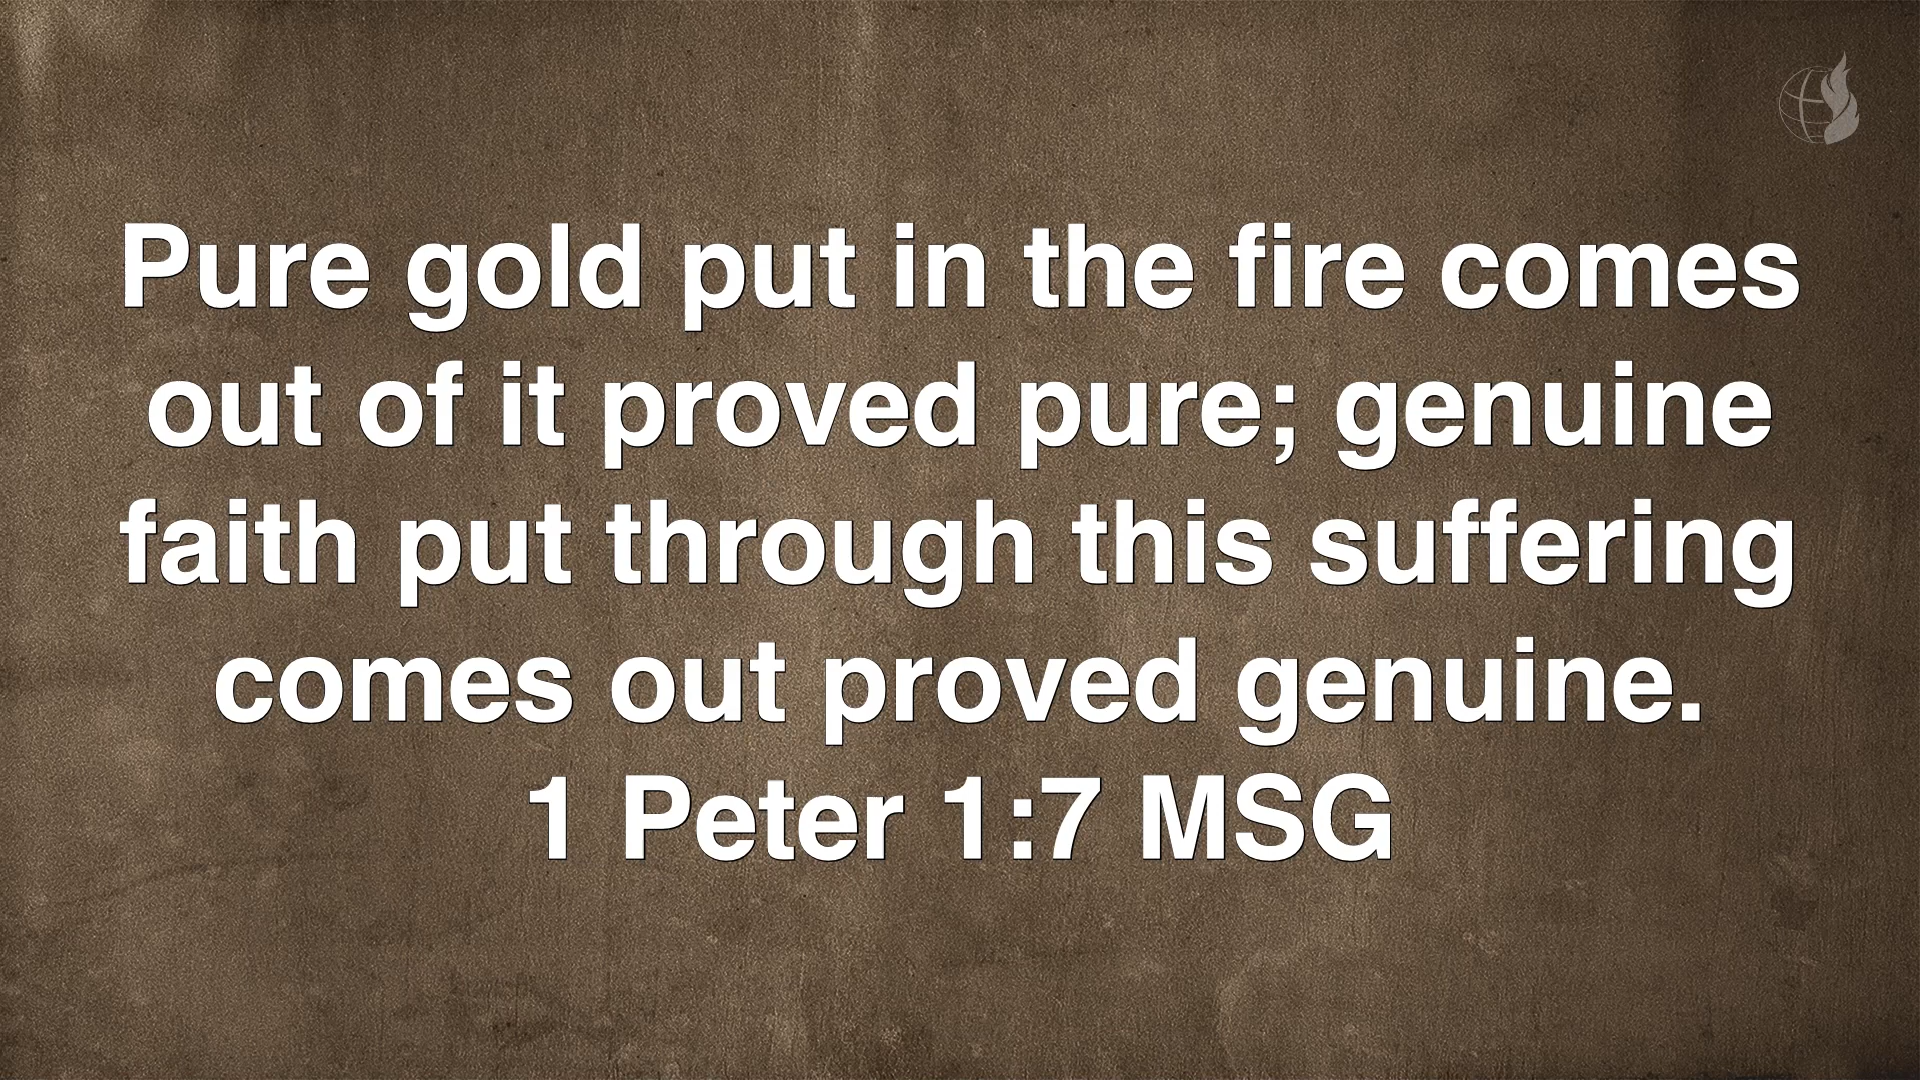 Pure gold put in the fire comes
out of it proved pure; genuine
faith put through this suffering
comes out proved genuine.
1 Peter 1:7 MSG